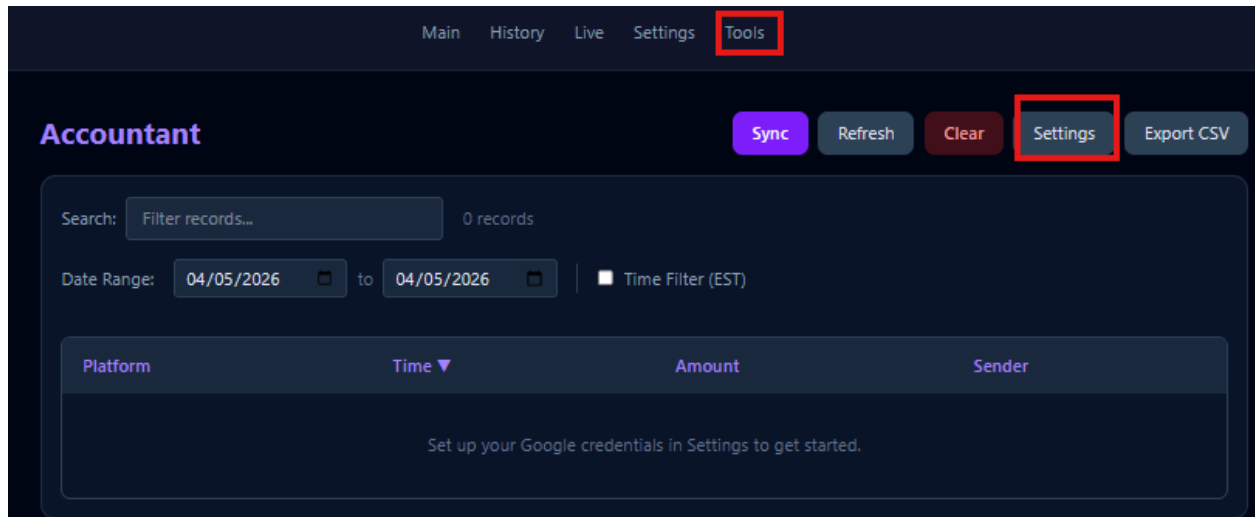 Main History Live Settings Tools
Accountant Sync Refresh Clear Settings Export CSV
Search: Filter records... 0 records
Date Range: 04/05/2026 to 04/05/2026 Time Filter (EST)
Platform Time ▼ Amount Sender
Set up your Google credentials in Settings to get started.